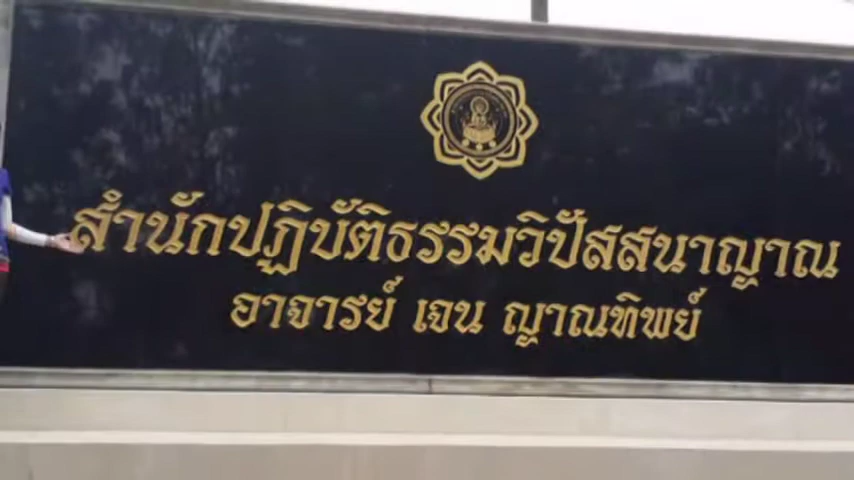 สำนักปฏิบัติธรรมวิปัสสนาญาณ
อาจารย์ เจน ญาณทิพย์